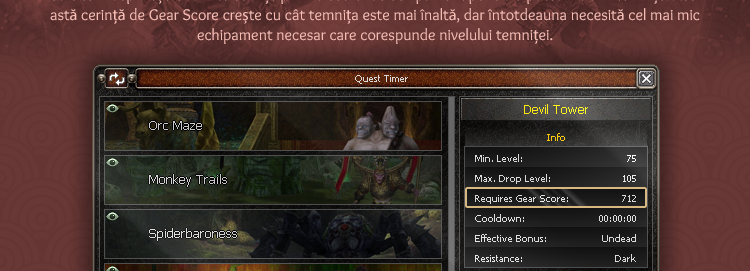 astă cerință de Gear Score crește cu cât temnița este mai înaltă, dar întotdeauna necesită cel mai mic
echipament necesar care corespunde nivelului temniței.
Quest Timer
Orc Maze
Monkey Trails
Spiderbaroness
Devil Tower
Info
Min. Level: 75
Max. Drop Level: 105
Requires Gear Score: 712
Cooldown: 00:00:00
Effective Bonus: Undead
Resistance: Dark